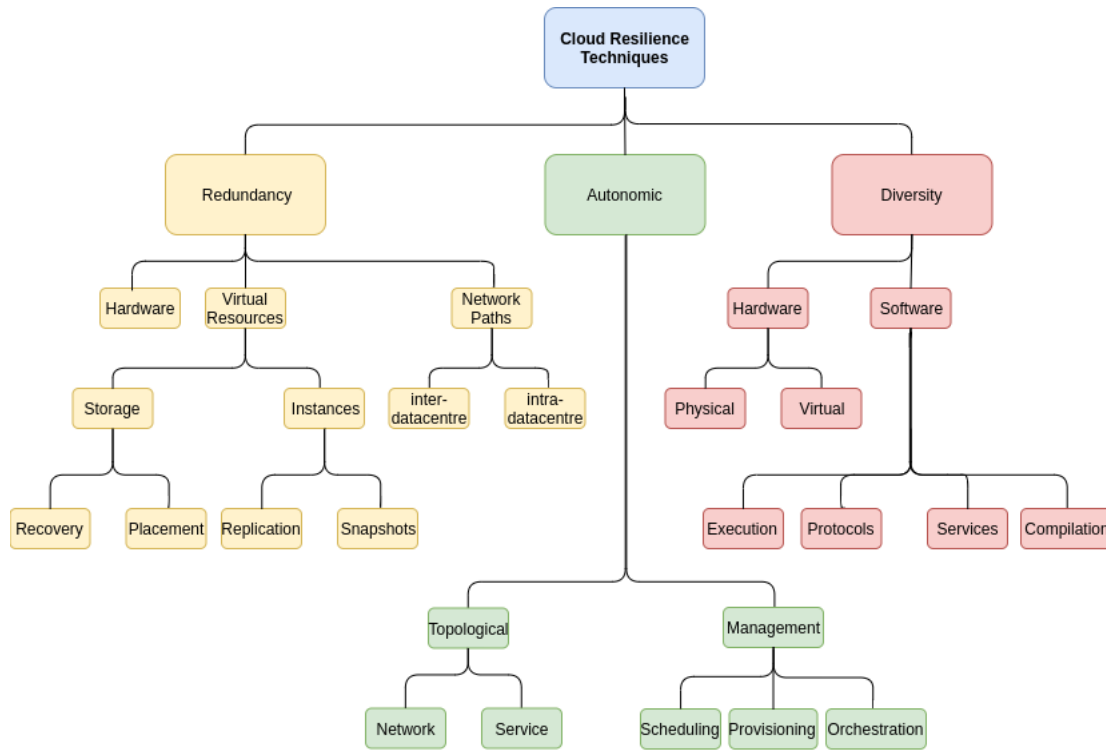 Cloud Resilience
Techniques
Redundancy
Autonomic
Diversity
Hardware
Virtual
Resources
Network
Paths
Hardware
Software
Storage
Instances
inter-
datacentre
intra-
datacentre
Physical
Virtual
Recovery
Placement
Replication
Snapshots
Execution
Protocols
Services
Compilation
Topological
Management
Network
Service
Scheduling
Provisioning
Orchestration